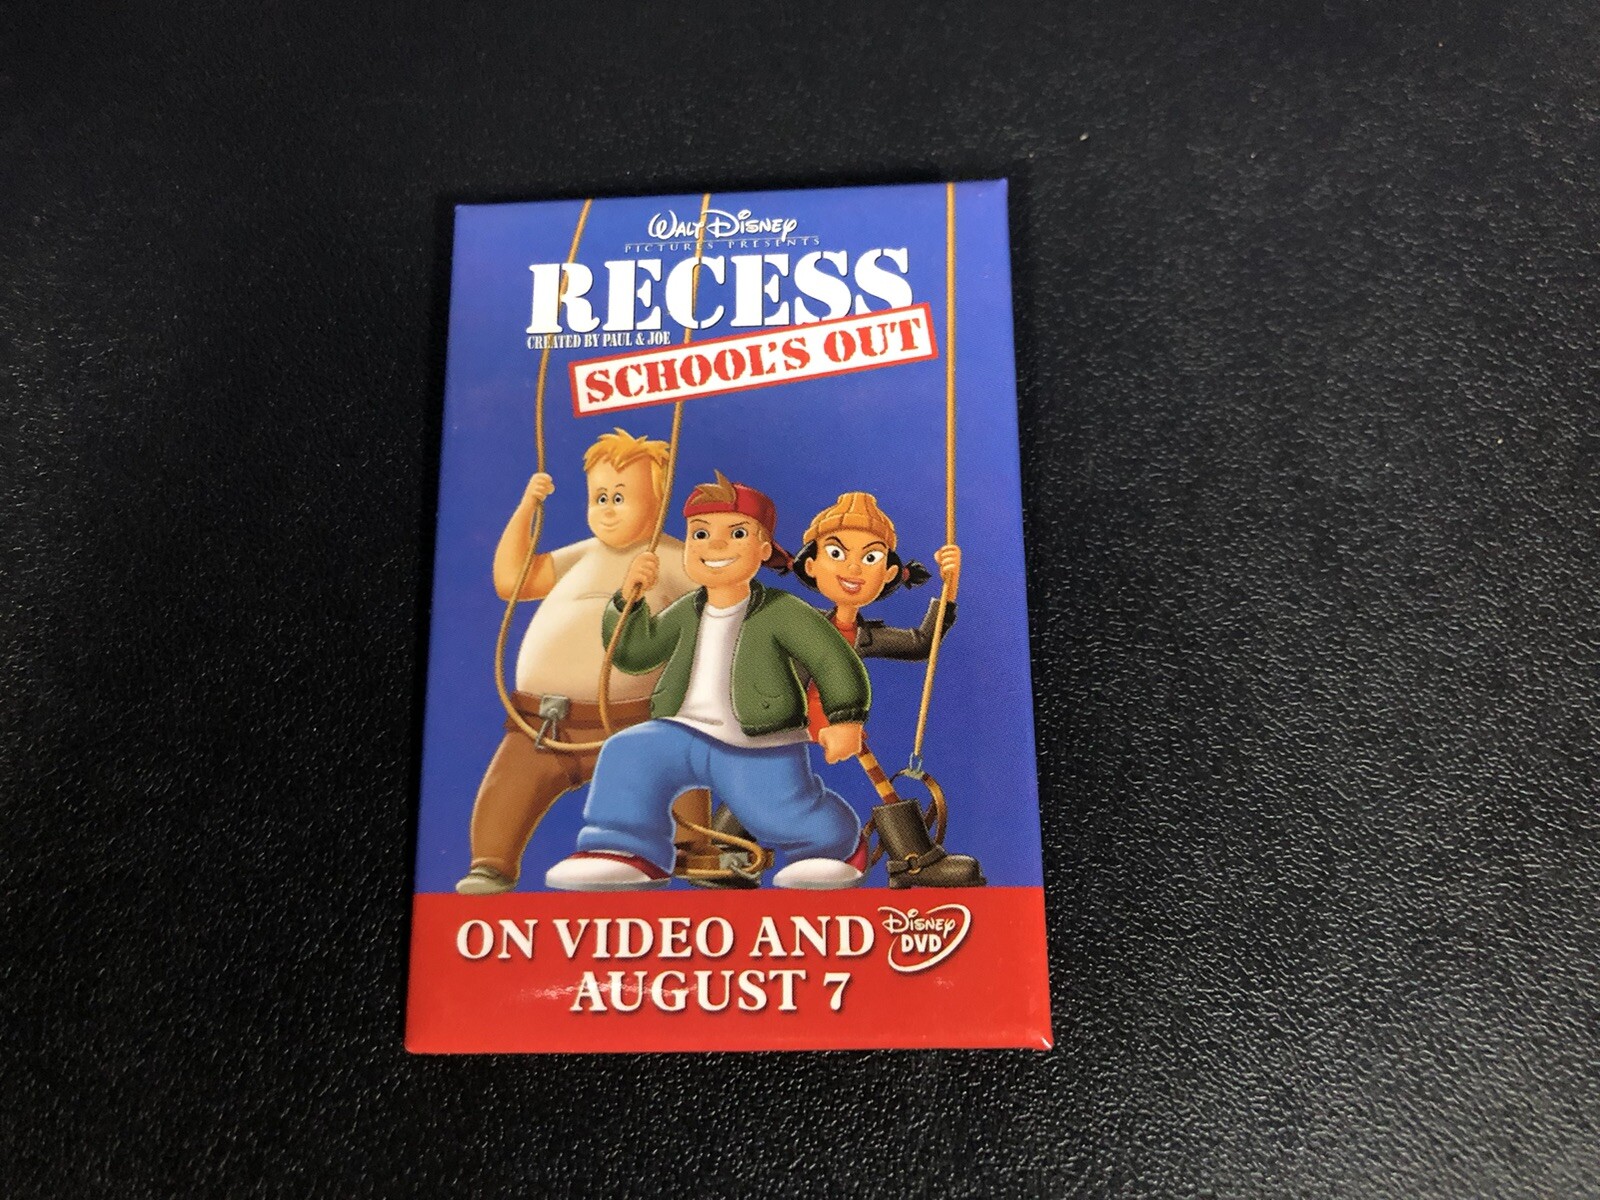 WALT DISNEY
PICTURES PRESENTS
RECESS
CREATED BY PAUL & JOE
SCHOOL'S OUT
ON VIDEO AND DISNEY DVD
AUGUST 7